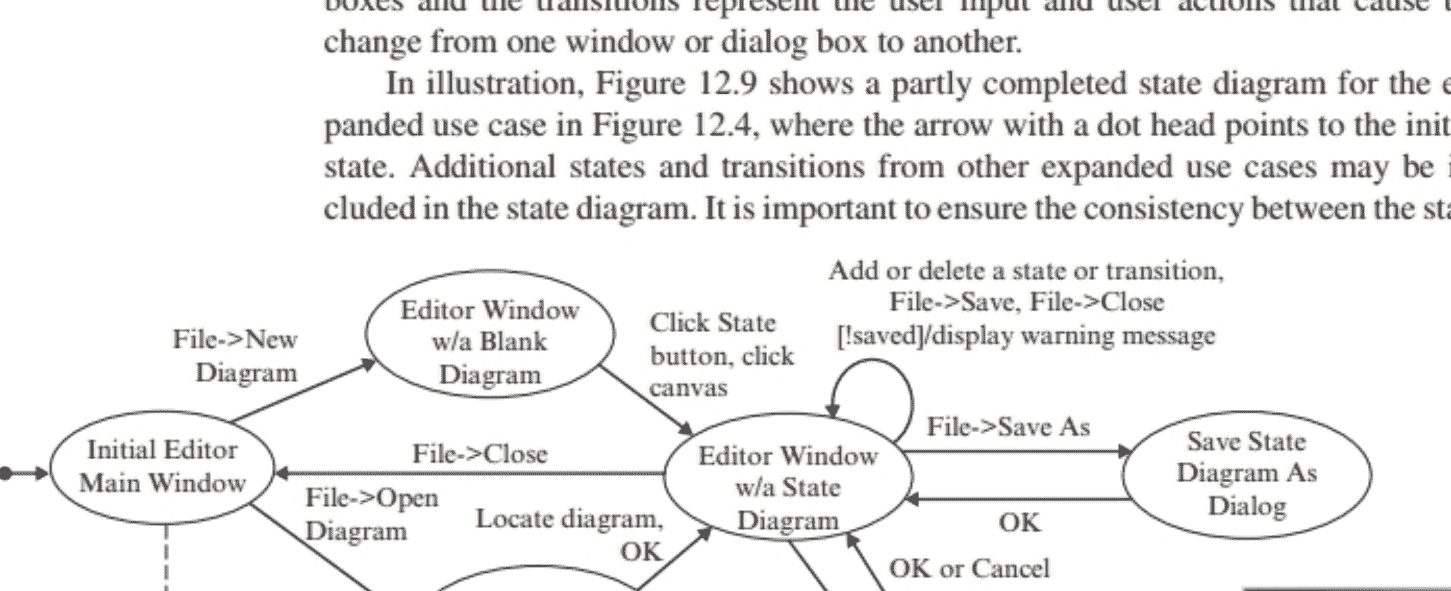 boxes and the transitions represent the user input and user actions that cause
change from one window or dialog box to another.
In illustration, Figure 12.9 shows a partly completed state diagram for the
panded use case in Figure 12.4, where the arrow with a dot head points to the
state. Additional states and transitions from other expanded use cases may be
cluded in the state diagram. It is important to ensure the consistency between the
Add or delete a state or transition,
File->Save, File->Close
[!saved]/display warning message
Editor Window
w/a Blank
Diagram
File->New
Diagram
Click State
button, click
canvas
Initial Editor
Main Window
File->Close
Editor Window
w/a State
Diagram
File->Save As
Save State
Diagram As
Dialog
File->Open
Diagram
Locate diagram,
OK
OK
OK or Cancel